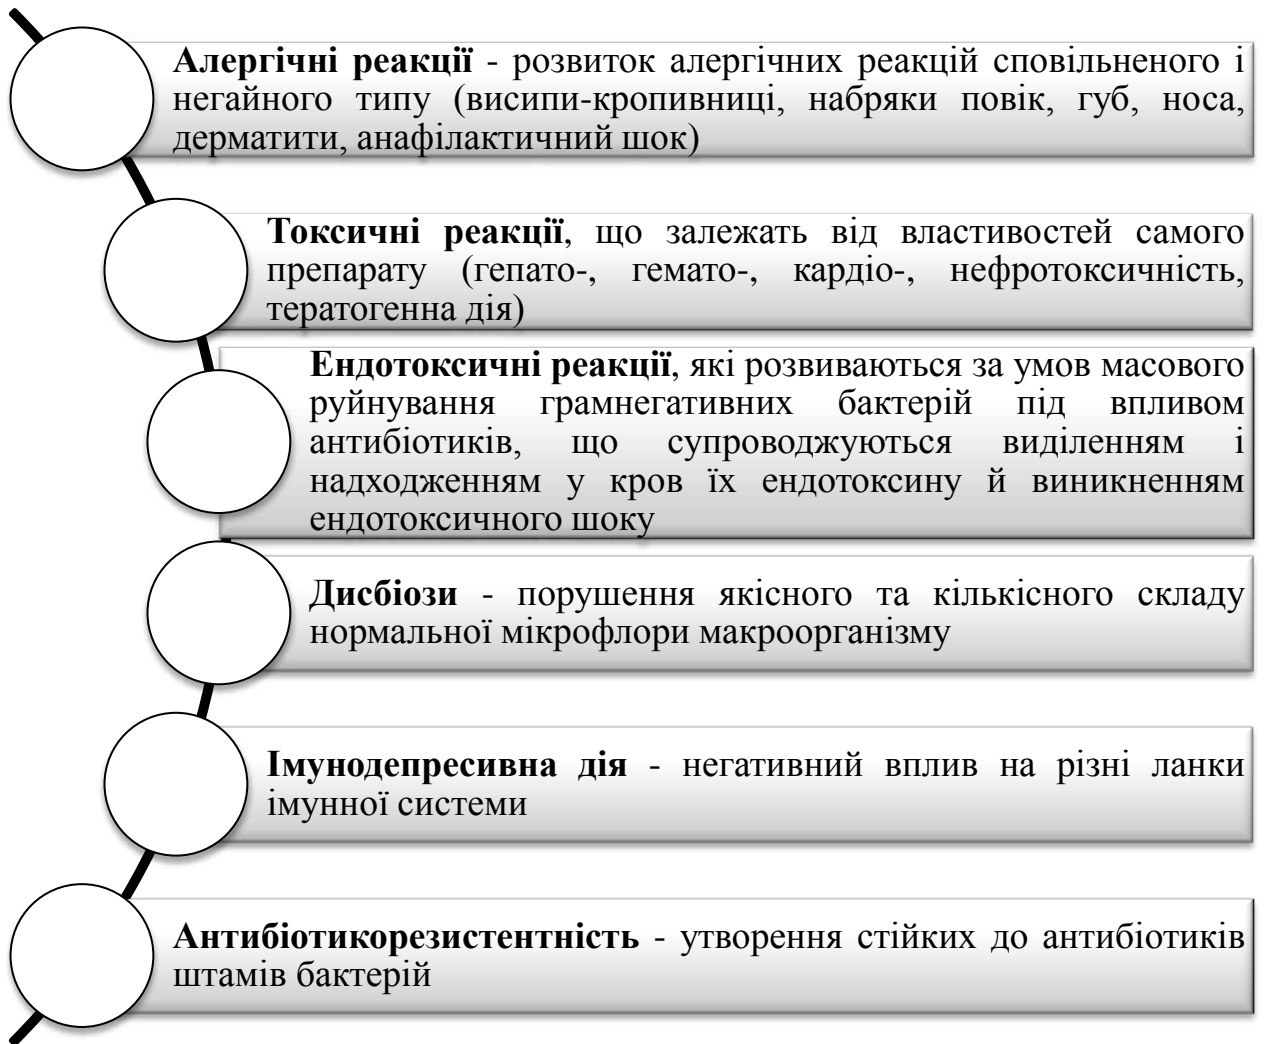 Алергічні реакції - розвиток алергічних реакцій сповільненого і
негайного типу (висипи-кропивниці, набряки повік, губ, носа,
дерматити, анафілактичний шок)
Токсичні реакції, що залежать від властивостей самого
препарату (гепато-, гемато-, кардіо-, нефротоксичність,
тератогенна дія)
Ендотоксичні реакції, які розвиваються за умов масового
руйнування грамнегативних бактерій під впливом
антибіотиків, що супроводжуються виділенням і
надходженням у кров їх ендотоксину й виникненням
ендотоксичного шоку
Дисбіози - порушення якісного та кількісного складу
нормальної мікрофлори макроорганізму
Імунодепресивна дія - негативний вплив на різні ланки
імунної системи
Антибіотикорезистентність - утворення стійких до антибіотиків
штамів бактерій